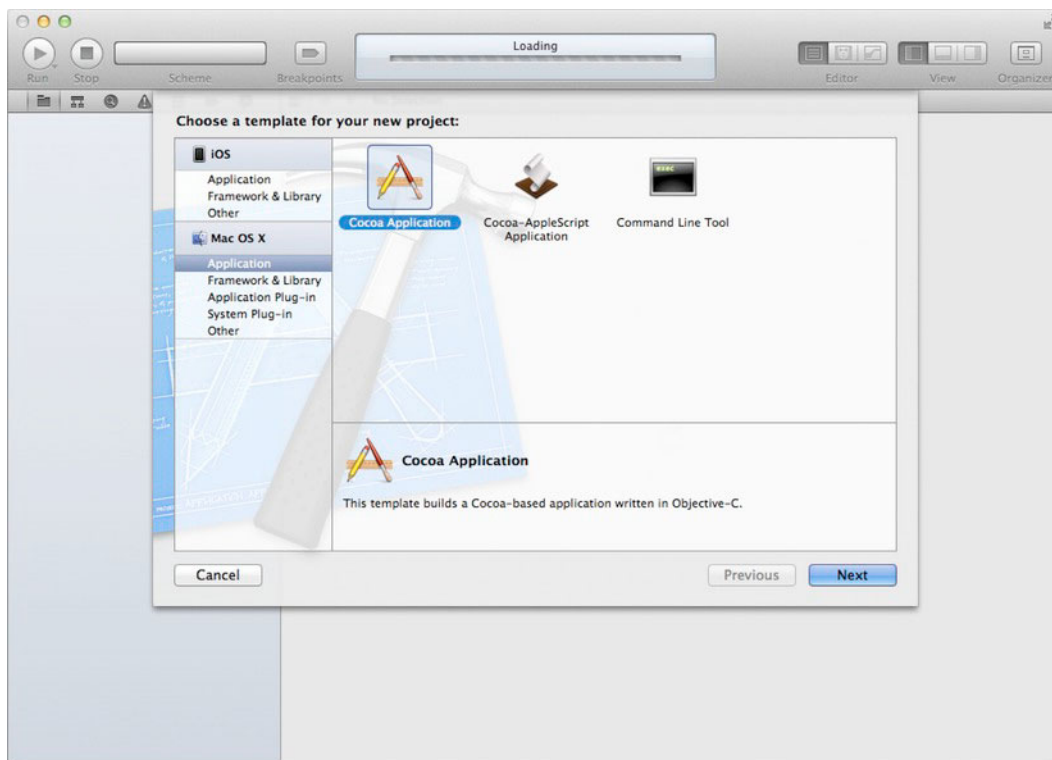 Loading
Run Stop Scheme Breakpoints Editor View Organizer
Choose a template for your new project:
iOS
Application
Framework & Library
Other
Mac OS X
Application
Framework & Library
Application Plug-in
System Plug-in
Other
Cocoa Application
Cocoa-AppleScript
Application
exec
Command Line Tool
Cocoa Application
This template builds a Cocoa-based application written in Objective-C.
Cancel Previous Next